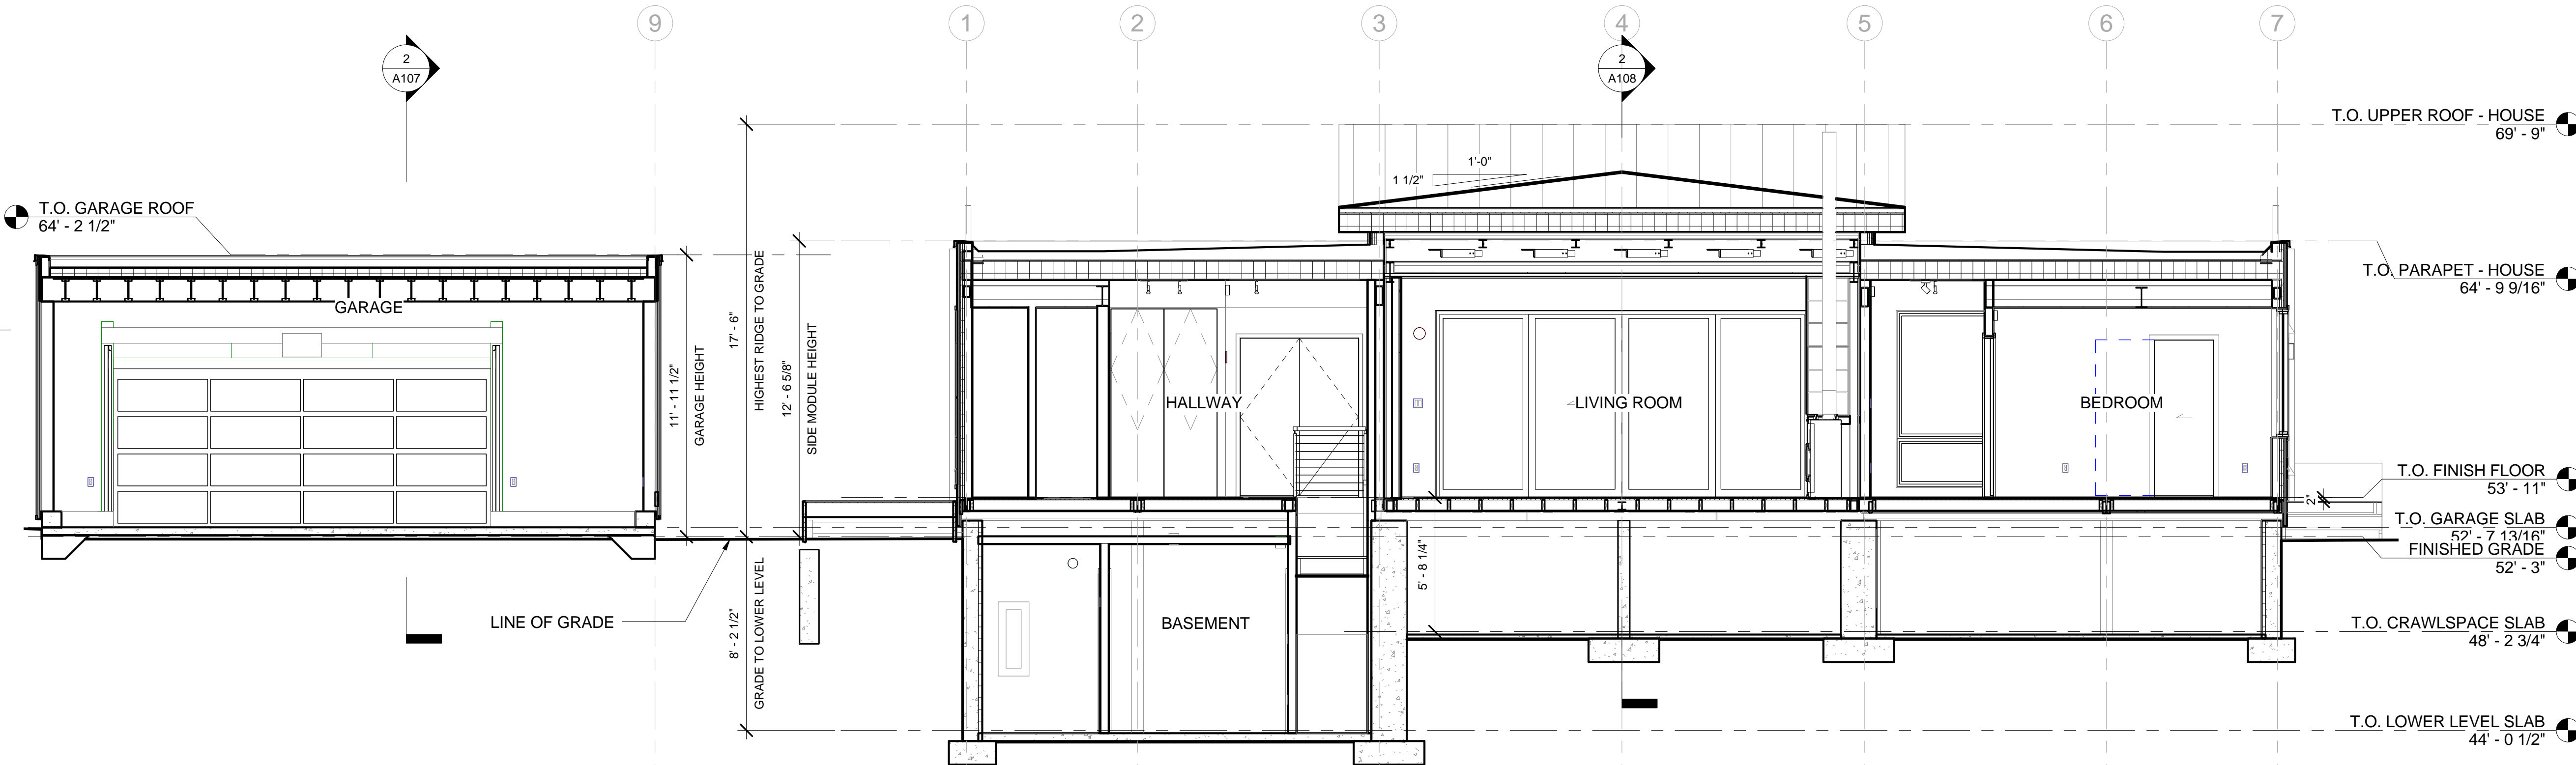 9
1
2
3
4
5
6
7
2
A107
2
A108
T.O. UPPER ROOF - HOUSE
69' - 9"
1'-0"
1 1/2"
T.O. GARAGE ROOF
64' - 2 1/2"
T.O. PARAPET - HOUSE
64' - 9 9/16"
GARAGE
11' - 11 1/2"
GARAGE HEIGHT
17' - 6"
HIGHEST RIDGE TO GRADE
12' - 6 5/8"
SIDE MODULE HEIGHT
HALLWAY
LIVING ROOM
BEDROOM
T.O. FINISH FLOOR
53' - 11"
2"
T.O. GARAGE SLAB
52' - 7 13/16"
FINISHED GRADE
52' - 3"
5' - 8 1/4"
8' - 2 1/2"
GRADE TO LOWER LEVEL
LINE OF GRADE
BASEMENT
T.O. CRAWLSPACE SLAB
48' - 2 3/4"
T.O. LOWER LEVEL SLAB
44' - 0 1/2"